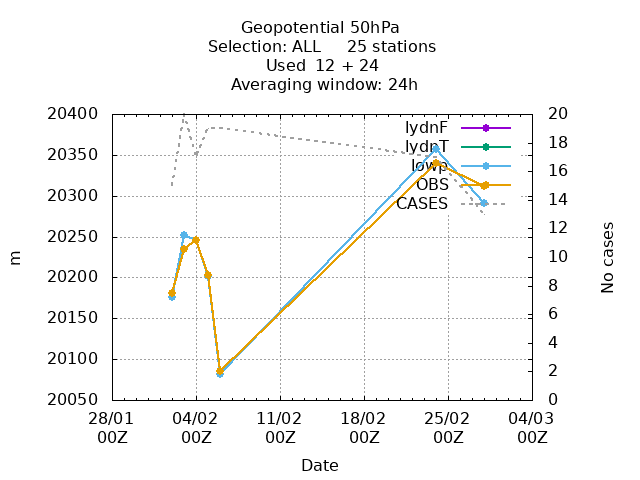 Geopotential 50hPa
Selection: ALL 25 stations
Used 12 + 24
Averaging window: 24h
20400
20350
20300
20250
20200
20150
20100
20050
m
lydnF
lydnT
lowp
OBS
CASES
20
18
16
14
12
10
8
6
4
2
0
No cases
28/01 04/02 11/02 18/02 25/02 04/03
00Z 00Z 00Z 00Z 00Z 00Z
Date